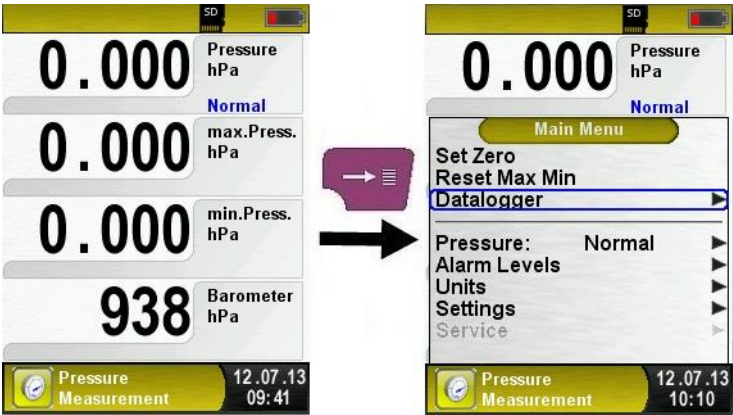 SD
0.000
Pressure
hPa
Normal
0.000
max.Press.
hPa
0.000
min.Press.
hPa
938
Barometer
hPa
Pressure
Measurement
12.07.13
09:41
SD
0.000
Pressure
hPa
Normal
Main Menu
Set Zero
Reset Max Min
Datalogger
Pressure: Normal
Alarm Levels
Units
Settings
Service
Pressure
Measurement
12.07.13
10:10